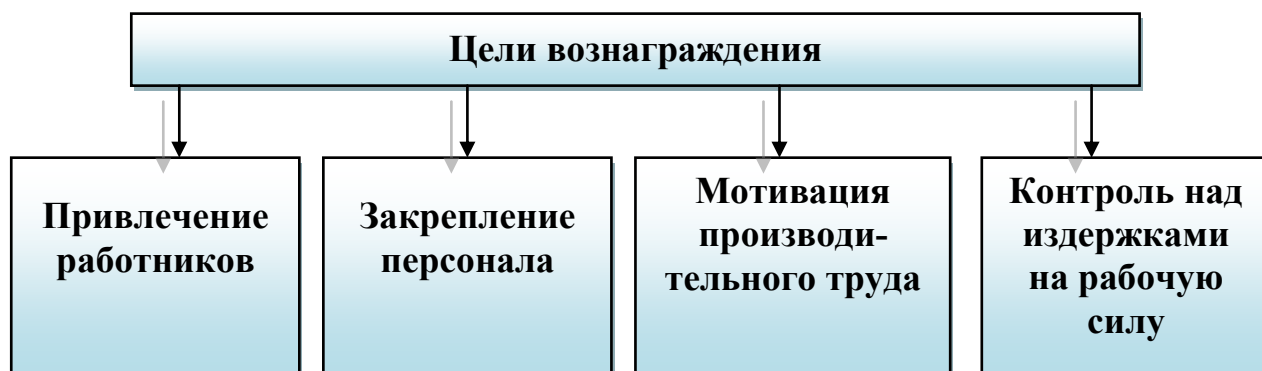 Цели вознаграждения
Привлечение
работников
Закрепление
персонала
Мотивация
производи-
тельного труда
Контроль над
издержками
на рабочую
силу